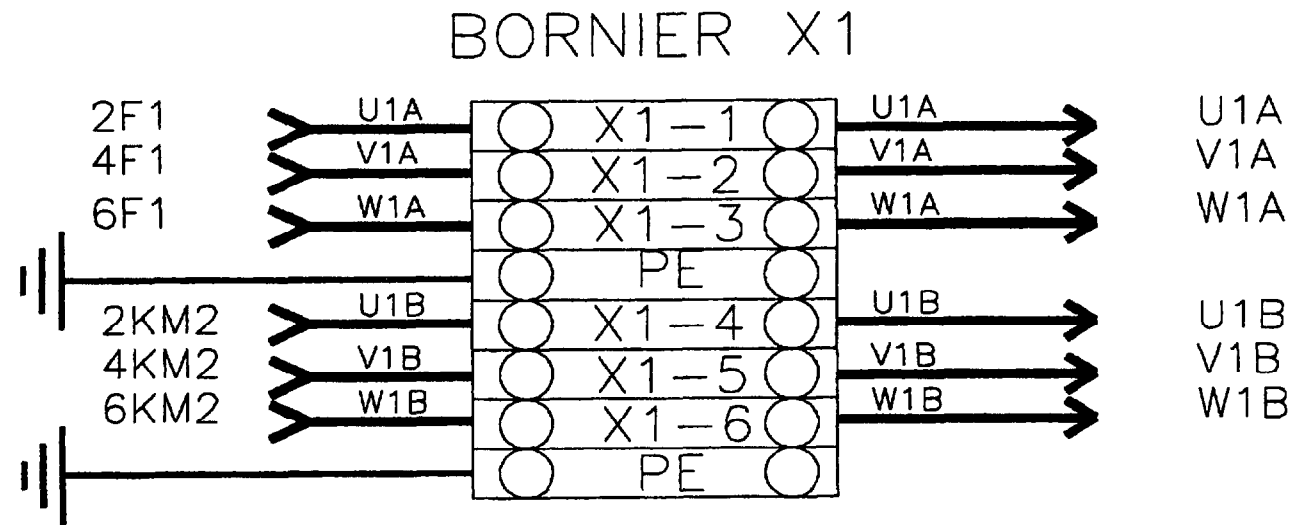 BORNIER X1
2F1 U1A X1-1 U1A U1A
4F1 V1A X1-2 V1A V1A
6F1 W1A X1-3 W1A W1A
PE
2KM2 U1B X1-4 U1B U1B
4KM2 V1B X1-5 V1B V1B
6KM2 W1B X1-6 W1B W1B
PE